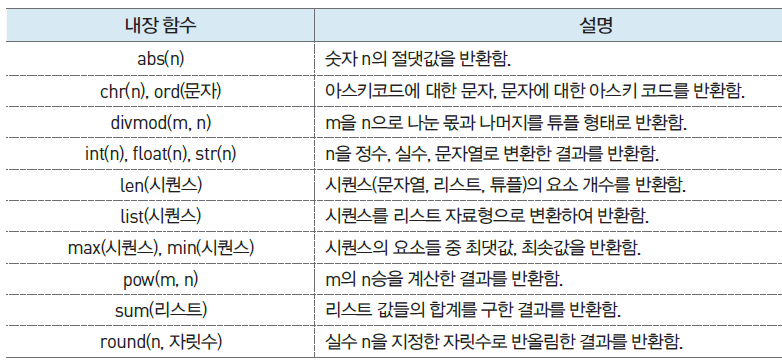 내장 함수 설명
abs(n) 숫자 n의 절댓값을 반환함.
chr(n), ord(문자) 아스키코드에 대한 문자, 문자에 대한 아스키 코드를 반환함.
divmod(m, n) m을 n으로 나눈 몫과 나머지를 튜플 형태로 반환함.
int(n), float(n), str(n) n을 정수, 실수, 문자열로 변환한 결과를 반환함.
len(시퀀스) 시퀀스(문자열, 리스트, 튜플)의 요소 개수를 반환함.
list(시퀀스) 시퀀스를 리스트 자료형으로 변환하여 반환함.
max(시퀀스), min(시퀀스) 시퀀스의 요소들 중 최댓값, 최솟값을 반환함.
pow(m, n) m의 n승을 계산한 결과를 반환함.
sum(리스트) 리스트 값들의 합계를 구한 결과를 반환함.
round(n, 자릿수) 실수 n을 지정한 자릿수로 반올림한 결과를 반환함.